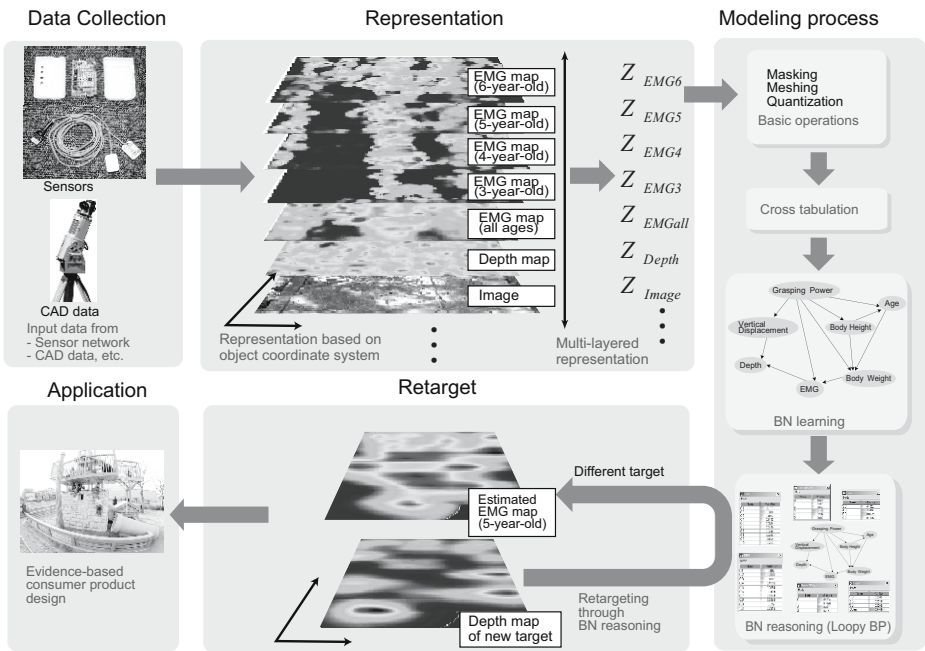 Data Collection
Sensors
CAD data
Input data from
- Sensor network
- CAD data, etc.
Representation
EMG map
(6-year-old)
EMG map
(5-year-old)
EMG map
(4-year-old)
EMG map
(3-year-old)
EMG map
(all ages)
Depth map
Image
Representation based on
object coordinate system
Multi-layered
representation
Z EMG6
Z EMG5
Z EMG4
Z EMG3
Z EMGall
Z Depth
Z Image
Modeling process
Masking
Meshing
Quantization
Basic operations
Cross tabulation
Grasping Power
Age
Vertical
Displacement
Body Height
Depth
Body Weight
EMG
BN learning
Grasping Power
Age
Vertical
Displacement
Body Height
Depth
Body Weight
EMG
BN reasoning (Loopy BP)
Retarget
Different target
Estimated
EMG map
(5-year-old)
Depth map
of new target
Retargeting
through
BN reasoning
Application
Evidence-based
consumer product
design